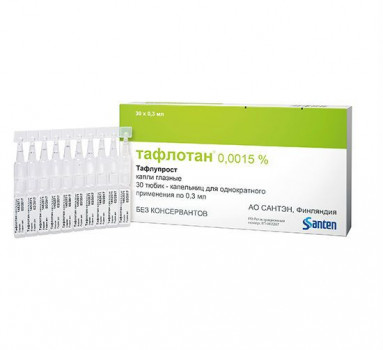 30 x 0,3 мл
тафлотан® 0,0015 %
Тафлупрост
капли глазные
30 тюбик - капельниц для однократного
применения по 0,3 мл
БЕЗ КОНСЕРВАНТОВ
АО САНТЭН, Финляндия
Santen